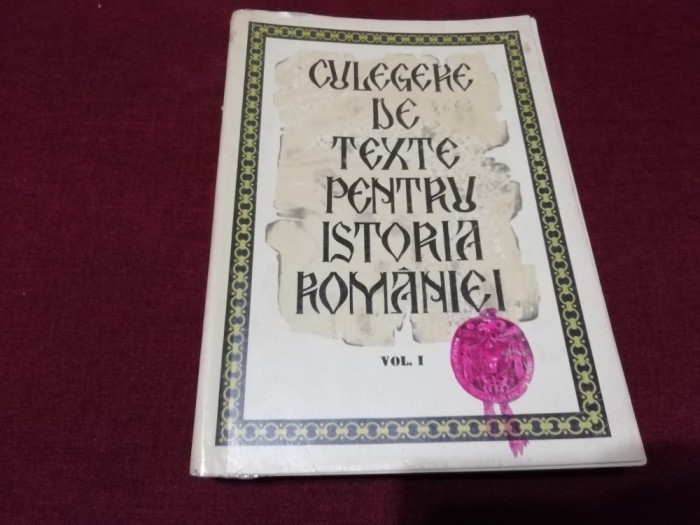 CULEGERE
DE
TEXTE
PENTRU
ISTORIA
ROMÂNIEI
VOL. I